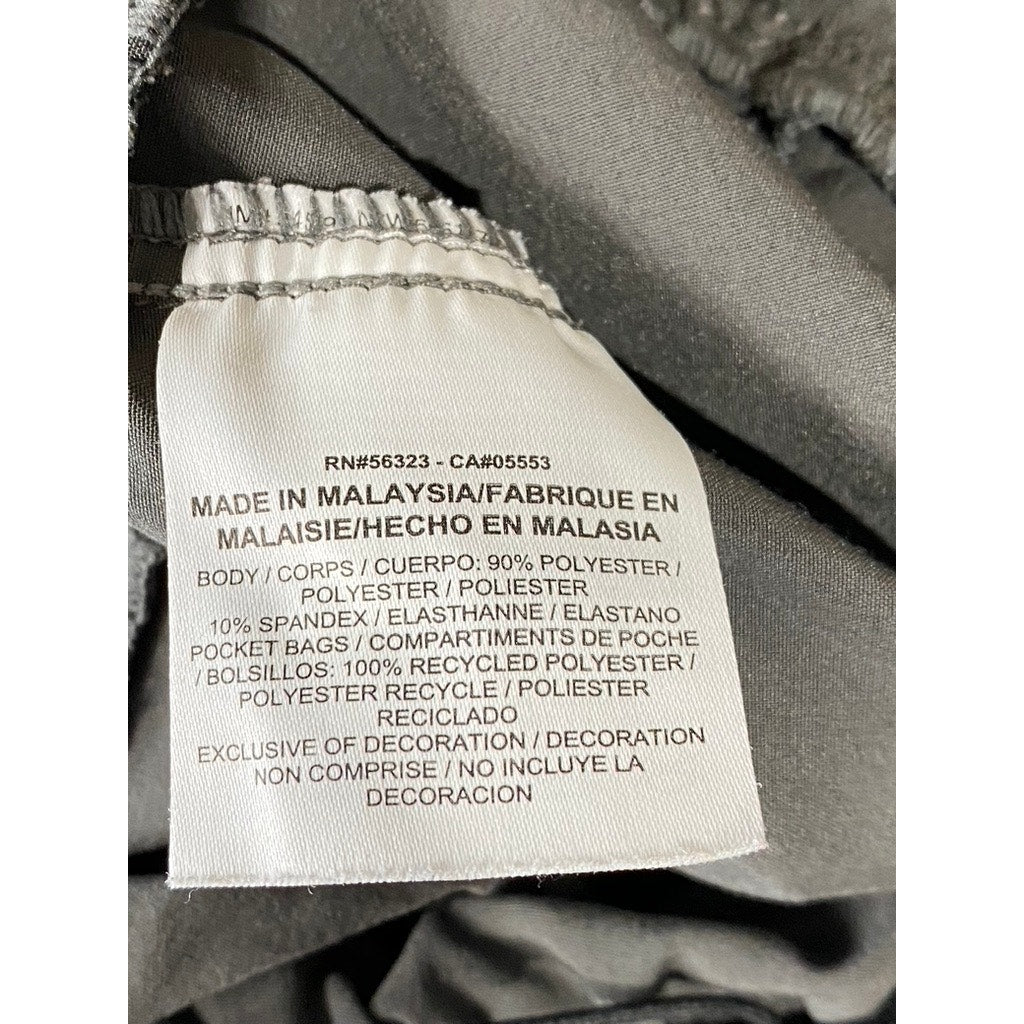 RN#56323 - CA#05553
MADE IN MALAYSIA/FABRIQUE EN
MALAISIE/HECHO EN MALASIA
BODY / CORPS / CUERPO: 90% POLYESTER /
POLYESTER / POLIESTER
10% SPANDEX / ELASTHANNE / ELASTANO
POCKET BAGS / COMPARTIMENTS DE POCHE
/ BOLSILLOS: 100% RECYCLED POLYESTER /
POLYESTER RECYCLE / POLIESTER
RECICLADO
EXCLUSIVE OF DECORATION / DECORATION
NON COMPRISE / NO INCLUYE LA
DECORACION